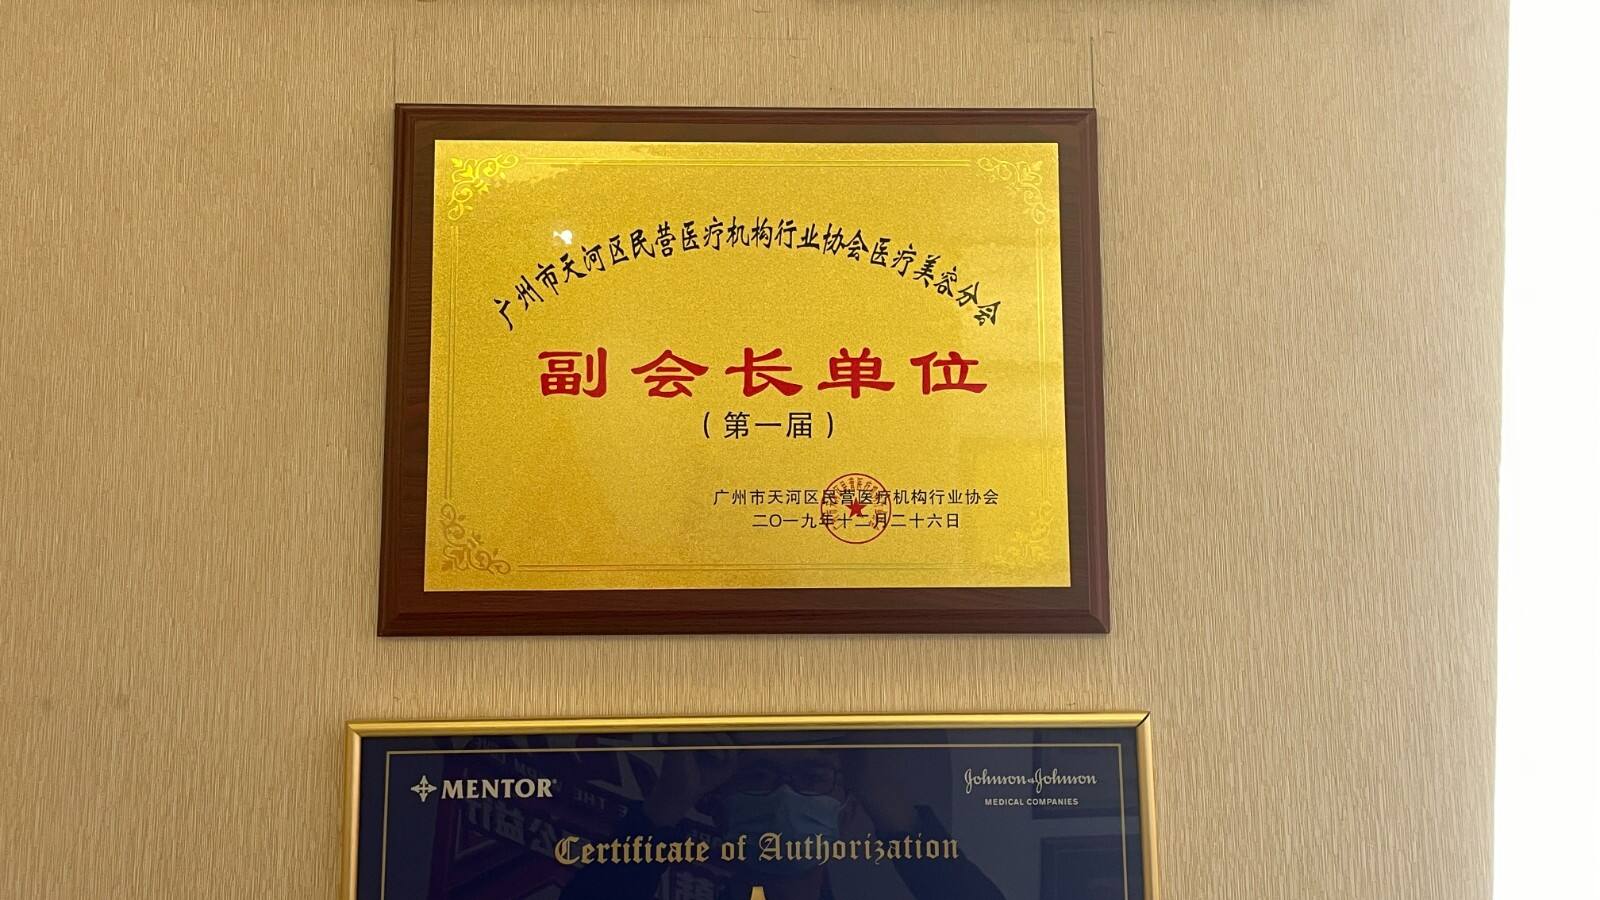 广州市天河区民营医疗机构行业协会医疗美容分会
副会长单位
（第一届）
广州市天河区民营医疗机构行业协会
二〇一九年十二月二十六日
MENTOR
Johnson & Johnson
MEDICAL COMPANIES
Certificate of Authorization